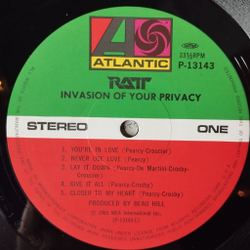 ATLANTIC
33⅓RPM
P-13143
RATT
INVASION OF YOUR PRIVACY
STEREO
ONE
1. YOU'RE IN LOVE (Pearcy-Croucier)
2. NEVER USE LOVE (Pearcy)
3. LAY IT DOWN (Pearcy-De Martini-Crosby-
Croucier)
4. GIVE IT ALL (Pearcy-Crosby)
5. CLOSER TO MY HEART (Pearcy-Crosby)
PRODUCED BY BEAU HILL